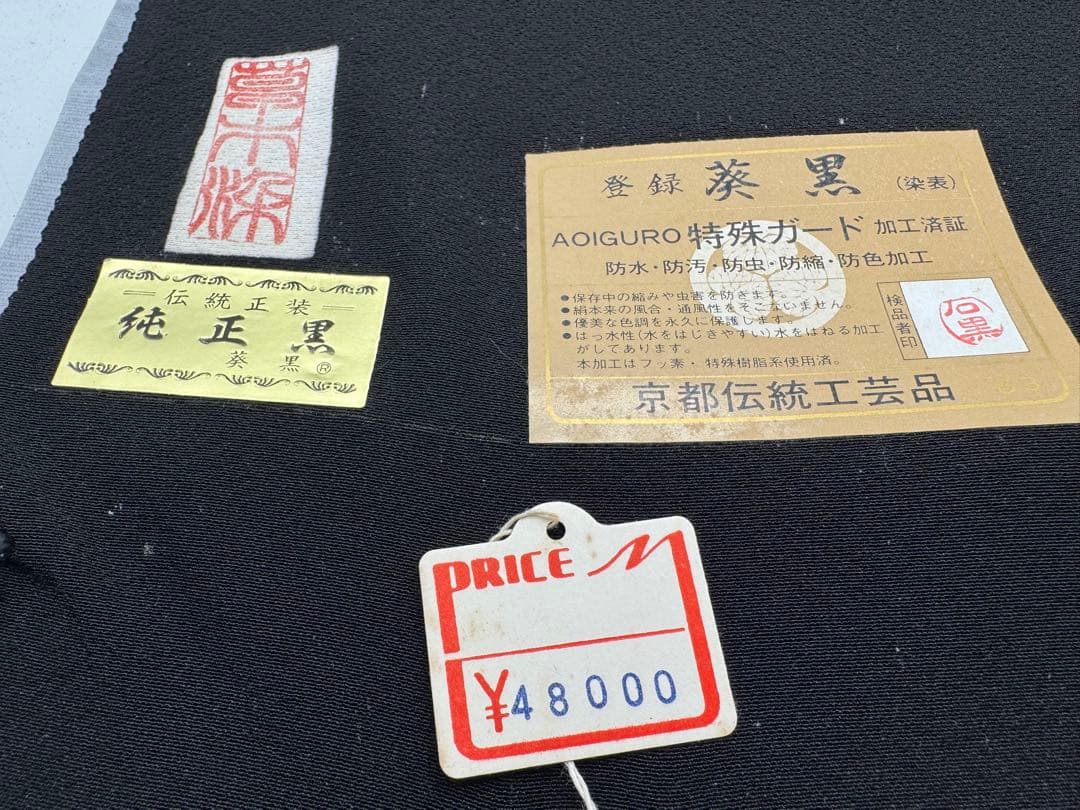 草木染
伝統正装
純正黒
葵黒®
登録 葵黒 (染表)
AOIGURO 特殊ガード 加工済証
防水・防汚・防虫・防縮・防色加工
●保存中の縮みや虫害を防ぎます。
●絹本来の風合・通風性をそこないません。
●優美な色調を永久に保護します。
●はっ水性(水をはじきやすい)水をはねる加工
がしてあります。
本加工はフッ素・特殊樹脂系使用済。
検品者印
石黒
京都伝統工芸品
PRICE
¥48000